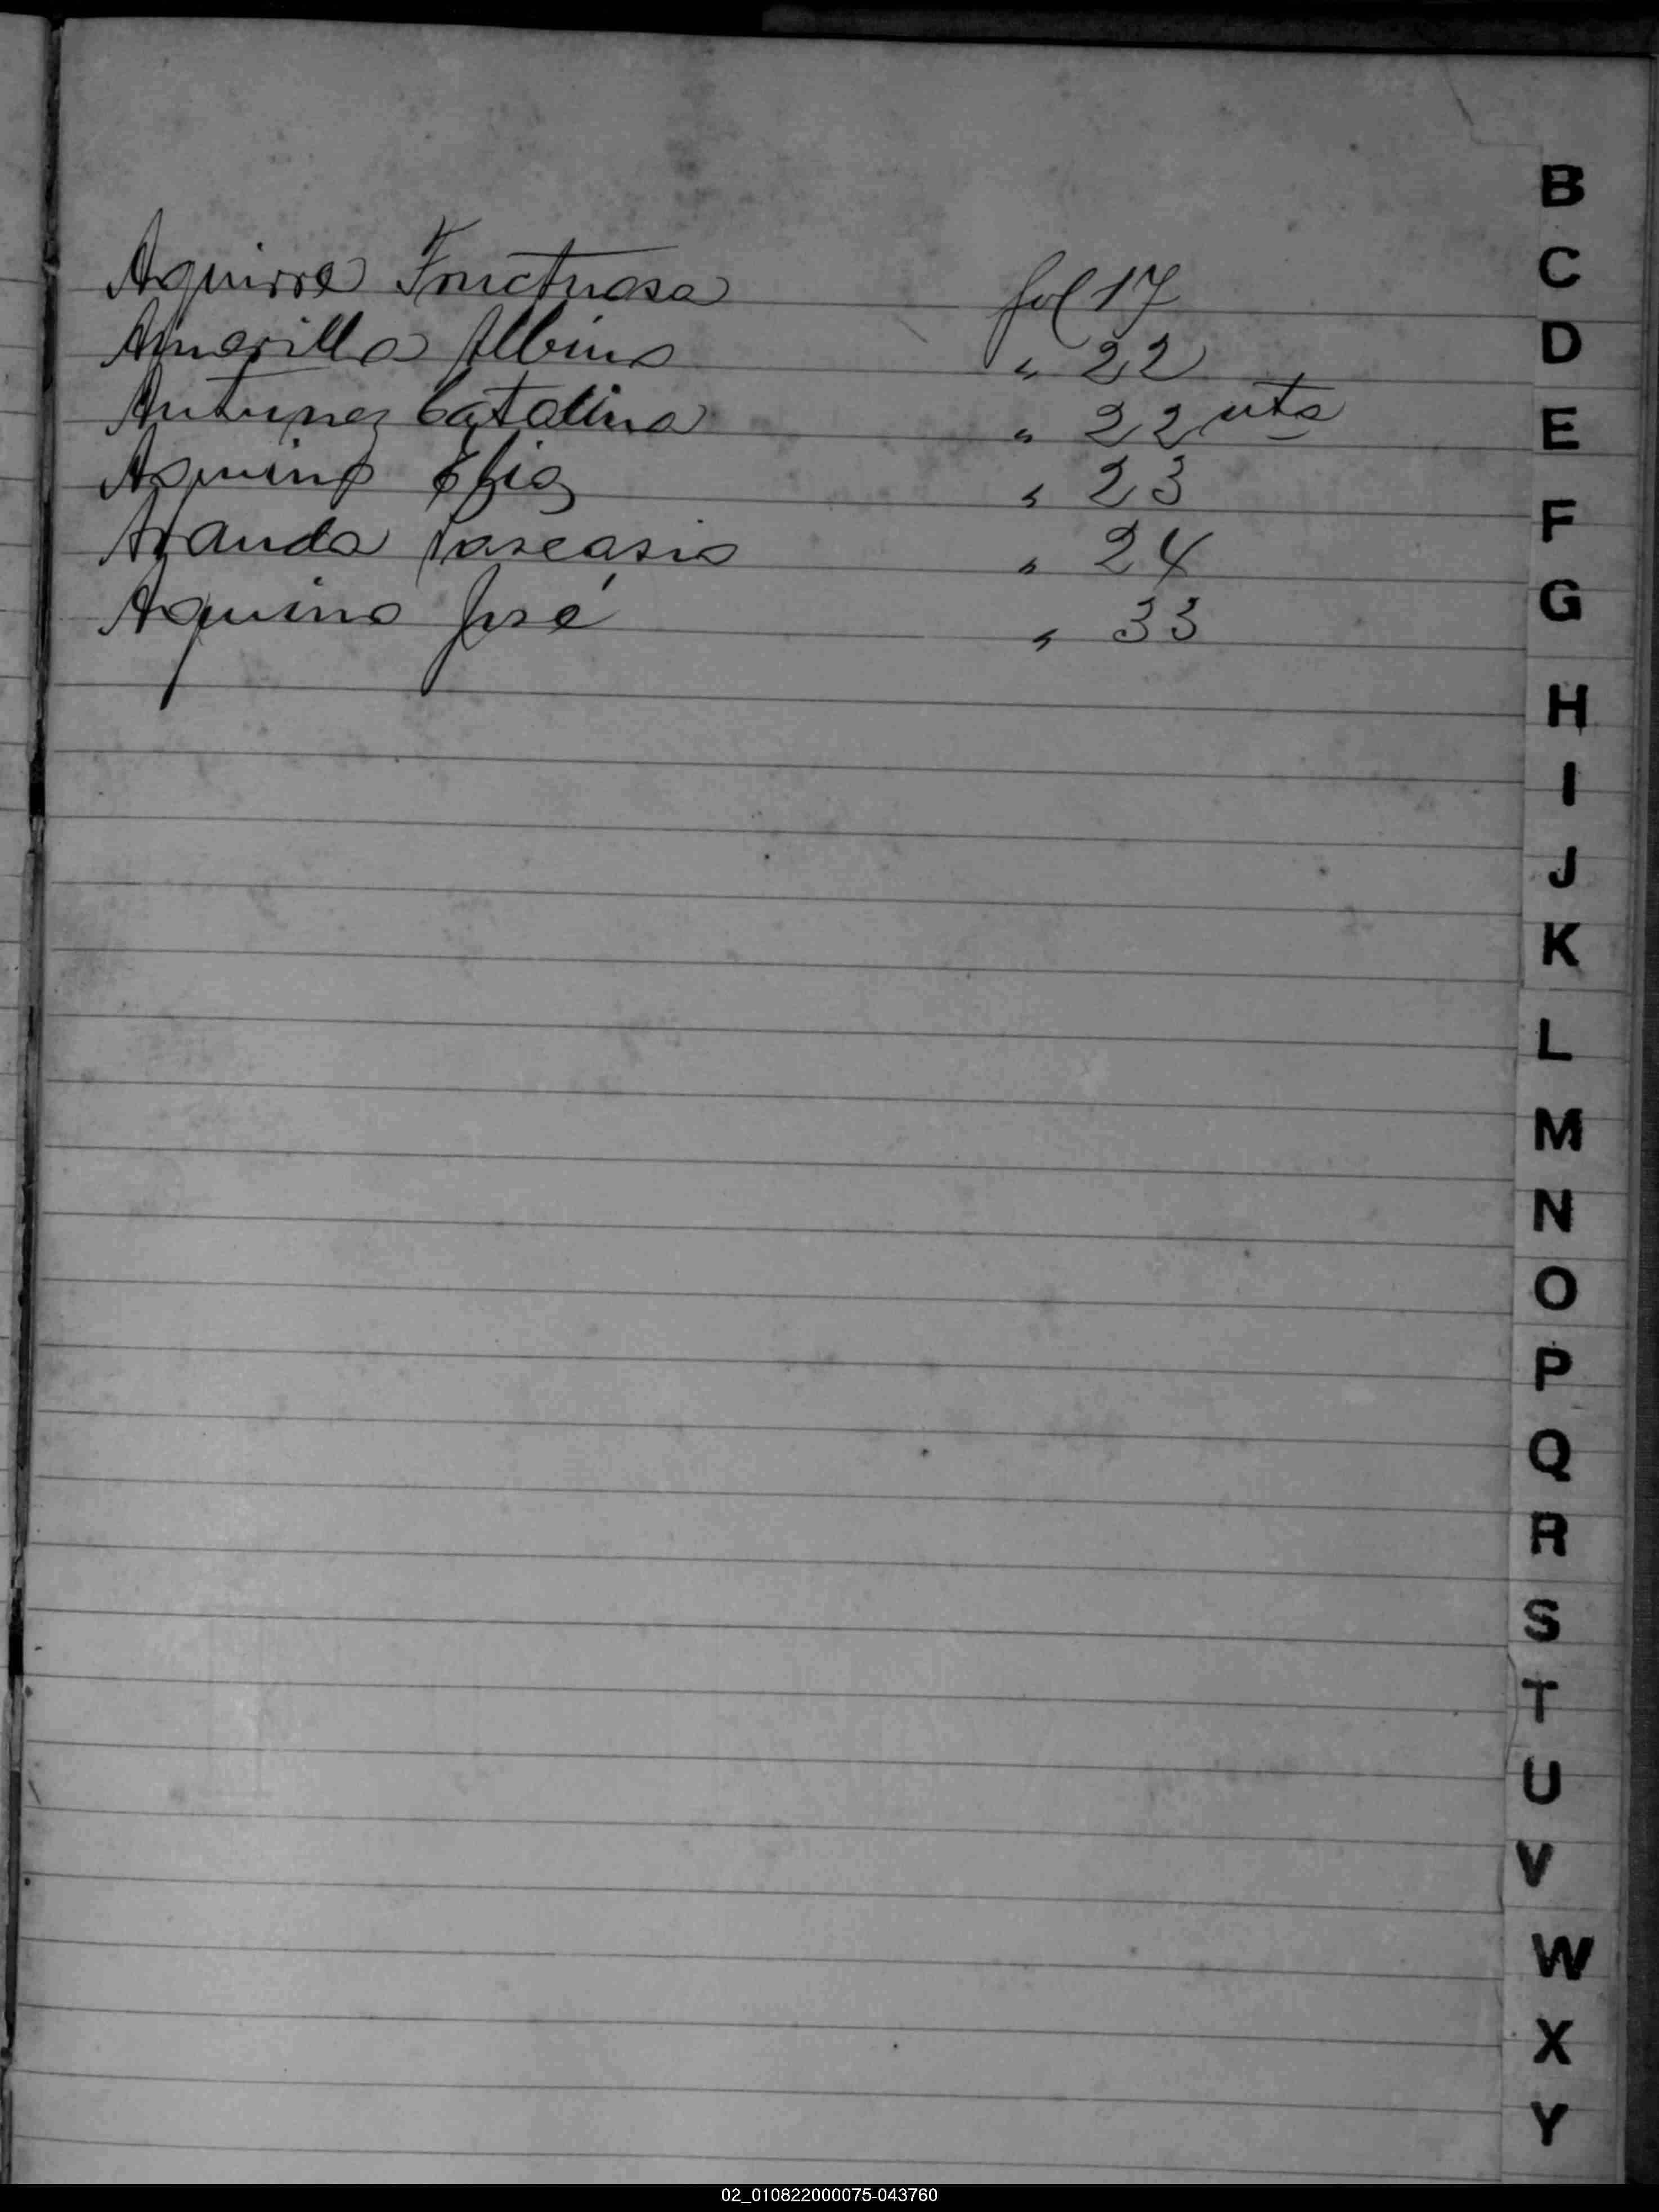 Aguirre Fructuosa fol 17
Amarilla Albino " 22
Antunez Catalina " 22 vta
Aquino Elias " 23
Aranda Pascasio " 24
Aquino José " 33
B
C
D
E
F
G
H
I
J
K
L
M
N
O
P
Q
R
S
T
U
V
W
X
Y
02_010822000075-043760